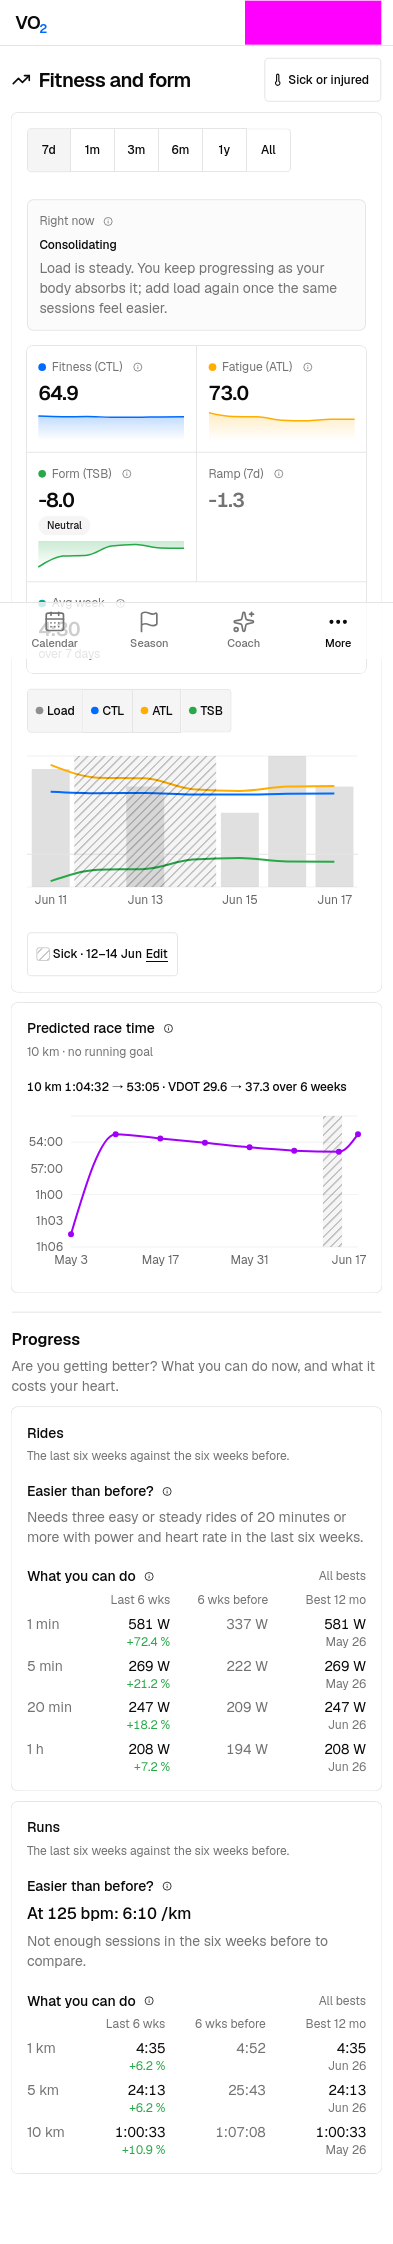 VO2
Fitness and form
Sick or injured
7d
1m
3m
6m
1y
All
Right now
Consolidating
Load is steady. You keep progressing as your
body absorbs it; add load again once the same
sessions feel easier.
Fitness (CTL)
64.9
Fatigue (ATL)
73.0
Form (TSB)
-8.0
Neutral
Ramp (7d)
-1.3
Avg week
4:30
over 7 days
Calendar
Season
Coach
More
Load
CTL
ATL
TSB
Jun 11
Jun 13
Jun 15
Jun 17
Sick · 12–14 Jun Edit
Predicted race time
10 km · no running goal
10 km 1:04:32 → 53:05 · VDOT 29.6 → 37.3 over 6 weeks
54:00
57:00
1h00
1h03
1h06
May 3
May 17
May 31
Jun 17
Progress
Are you getting better? What you can do now, and what it
costs your heart.
Rides
The last six weeks against the six weeks before.
Easier than before?
Needs three easy or steady rides of 20 minutes or
more with power and heart rate in the last six weeks.
What you can do
All bests
Last 6 wks 6 wks before Best 12 mo
1 min 581 W 337 W 581 W
+72.4 % May 26
5 min 269 W 222 W 269 W
+21.2 % May 26
20 min 247 W 209 W 247 W
+18.2 % Jun 26
1 h 208 W 194 W 208 W
+7.2 % Jun 26
Runs
The last six weeks against the six weeks before.
Easier than before?
At 125 bpm: 6:10 /km
Not enough sessions in the six weeks before to
compare.
What you can do
All bests
Last 6 wks 6 wks before Best 12 mo
1 km 4:35 4:52 4:35
+6.2 % Jun 26
5 km 24:13 25:43 24:13
+6.2 % Jun 26
10 km 1:00:33 1:07:08 1:00:33
+10.9 % May 26